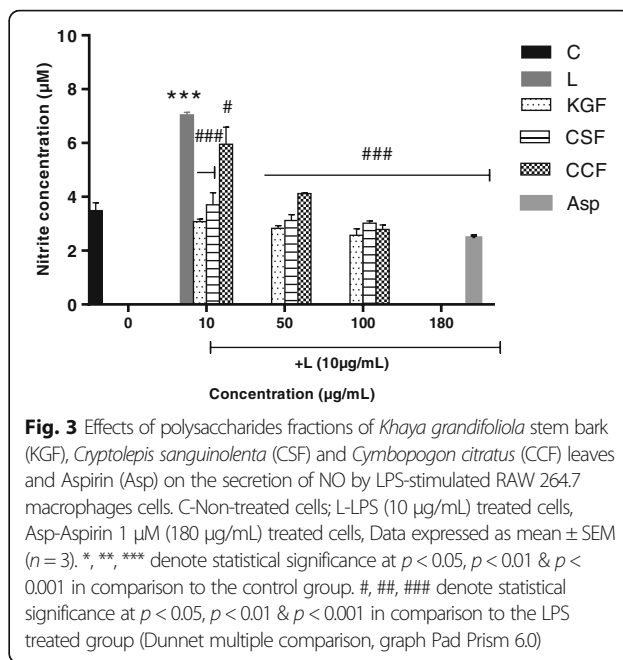 10
8
6
4
2
0
Nitrite concentration (µM)
***
###
#
###
C
L
KGF
CSF
CCF
Asp
0 10 50 100 180
+L (10µg/mL)
Concentration (µg/mL)
Fig. 3 Effects of polysaccharides fractions of Khaya grandifoliola stem bark
(KGF), Cryptolepis sanguinolenta (CSF) and Cymbopogon citratus (CCF) leaves
and Aspirin (Asp) on the secretion of NO by LPS-stimulated RAW 264.7
macrophages cells. C-Non-treated cells; L-LPS (10 µg/mL) treated cells,
Asp-Aspirin 1 µM (180 µg/mL) treated cells, Data expressed as mean ± SEM
(n = 3). *, **, *** denote statistical significance at p < 0.05, p < 0.01 & p <
0.001 in comparison to the control group. #, ##, ### denote statistical
significance at p < 0.05, p < 0.01 & p < 0.001 in comparison to the LPS
treated group (Dunnet multiple comparison, graph Pad Prism 6.0)